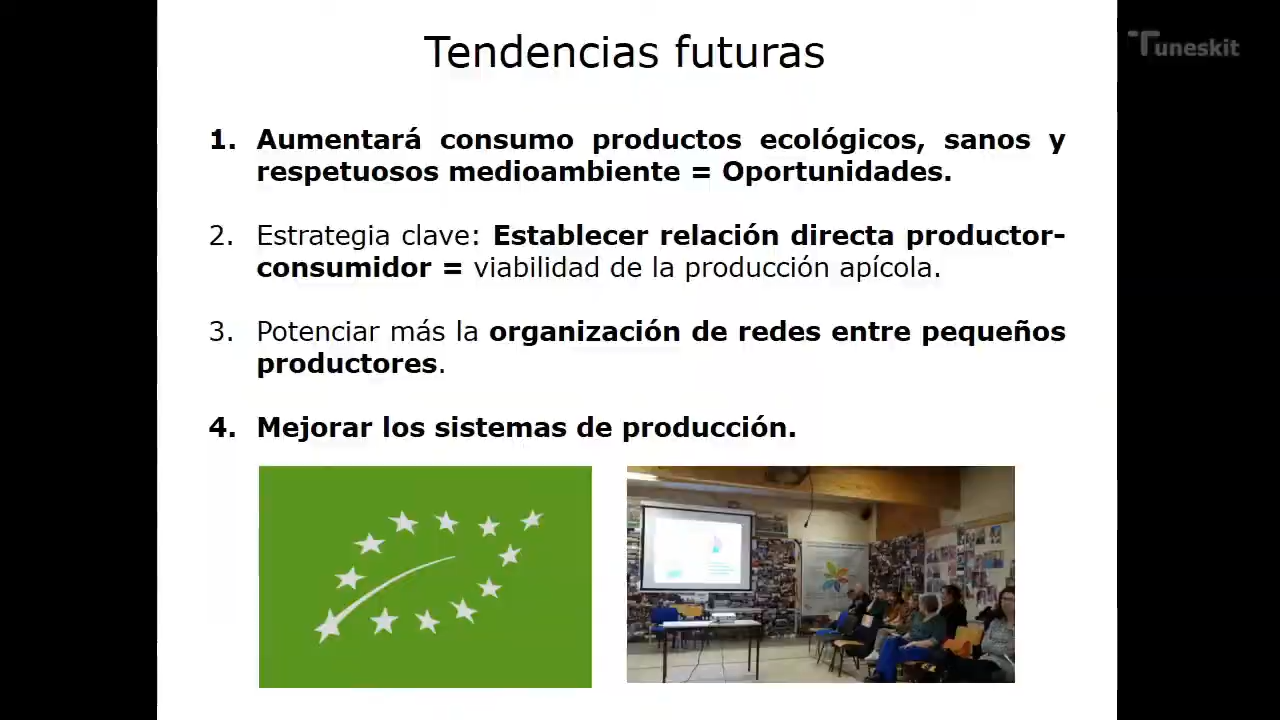 Tendencias futuras
Tuneskit
1. Aumentará consumo productos ecológicos, sanos y
respetuosos medioambiente = Oportunidades.
2. Estrategia clave: Establecer relación directa productor-
consumidor = viabilidad de la producción apícola.
3. Potenciar más la organización de redes entre pequeños
productores.
4. Mejorar los sistemas de producción.